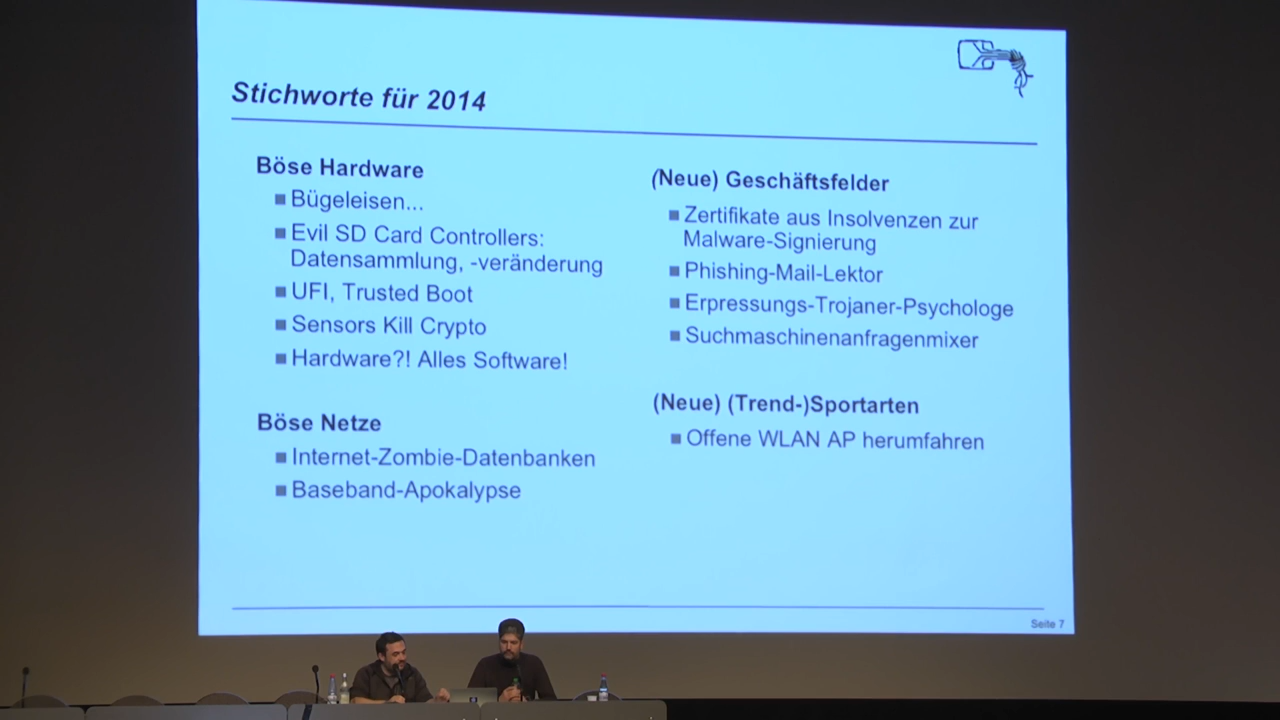 Stichworte für 2014
Böse Hardware
Bügeleisen...
Evil SD Card Controllers:
Datensammlung, -veränderung
UFI, Trusted Boot
Sensors Kill Crypto
Hardware?! Alles Software!
Böse Netze
Internet-Zombie-Datenbanken
Baseband-Apokalypse
(Neue) Geschäftsfelder
Zertifikate aus Insolvenzen zur
Malware-Signierung
Phishing-Mail-Lektor
Erpressungs-Trojaner-Psychologe
Suchmaschinenanfragenmixer
(Neue) (Trend-)Sportarten
Offene WLAN AP herumfahren
Seite 7